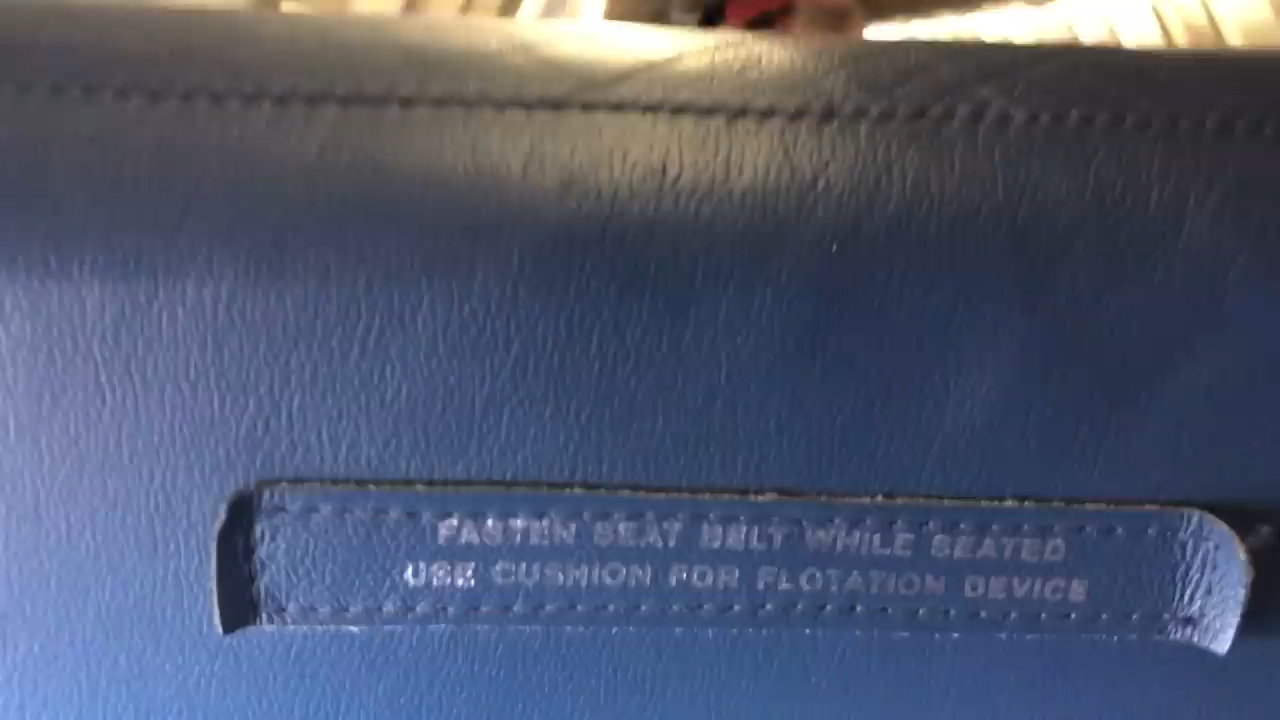 FASTEN SEAT BELT WHILE SEATED
USE CUSHION FOR FLOTATION DEVICE